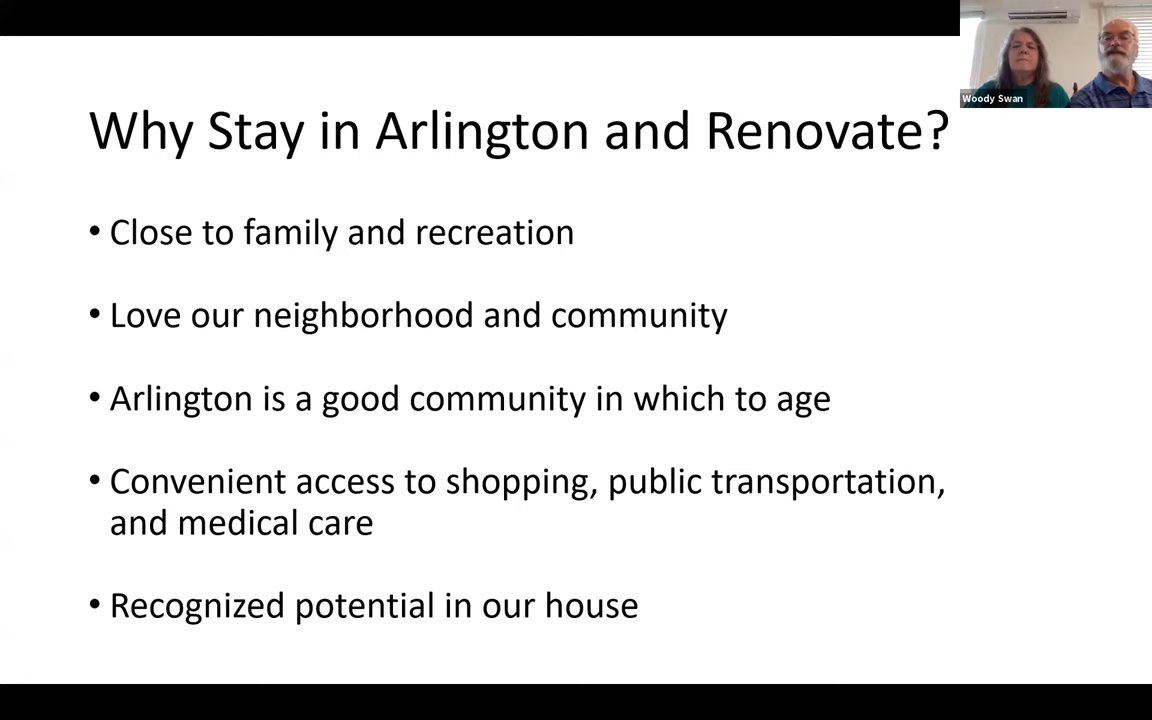 Woody Swan
Why Stay in Arlington and Renovate?
• Close to family and recreation
• Love our neighborhood and community
• Arlington is a good community in which to age
• Convenient access to shopping, public transportation,
and medical care
• Recognized potential in our house